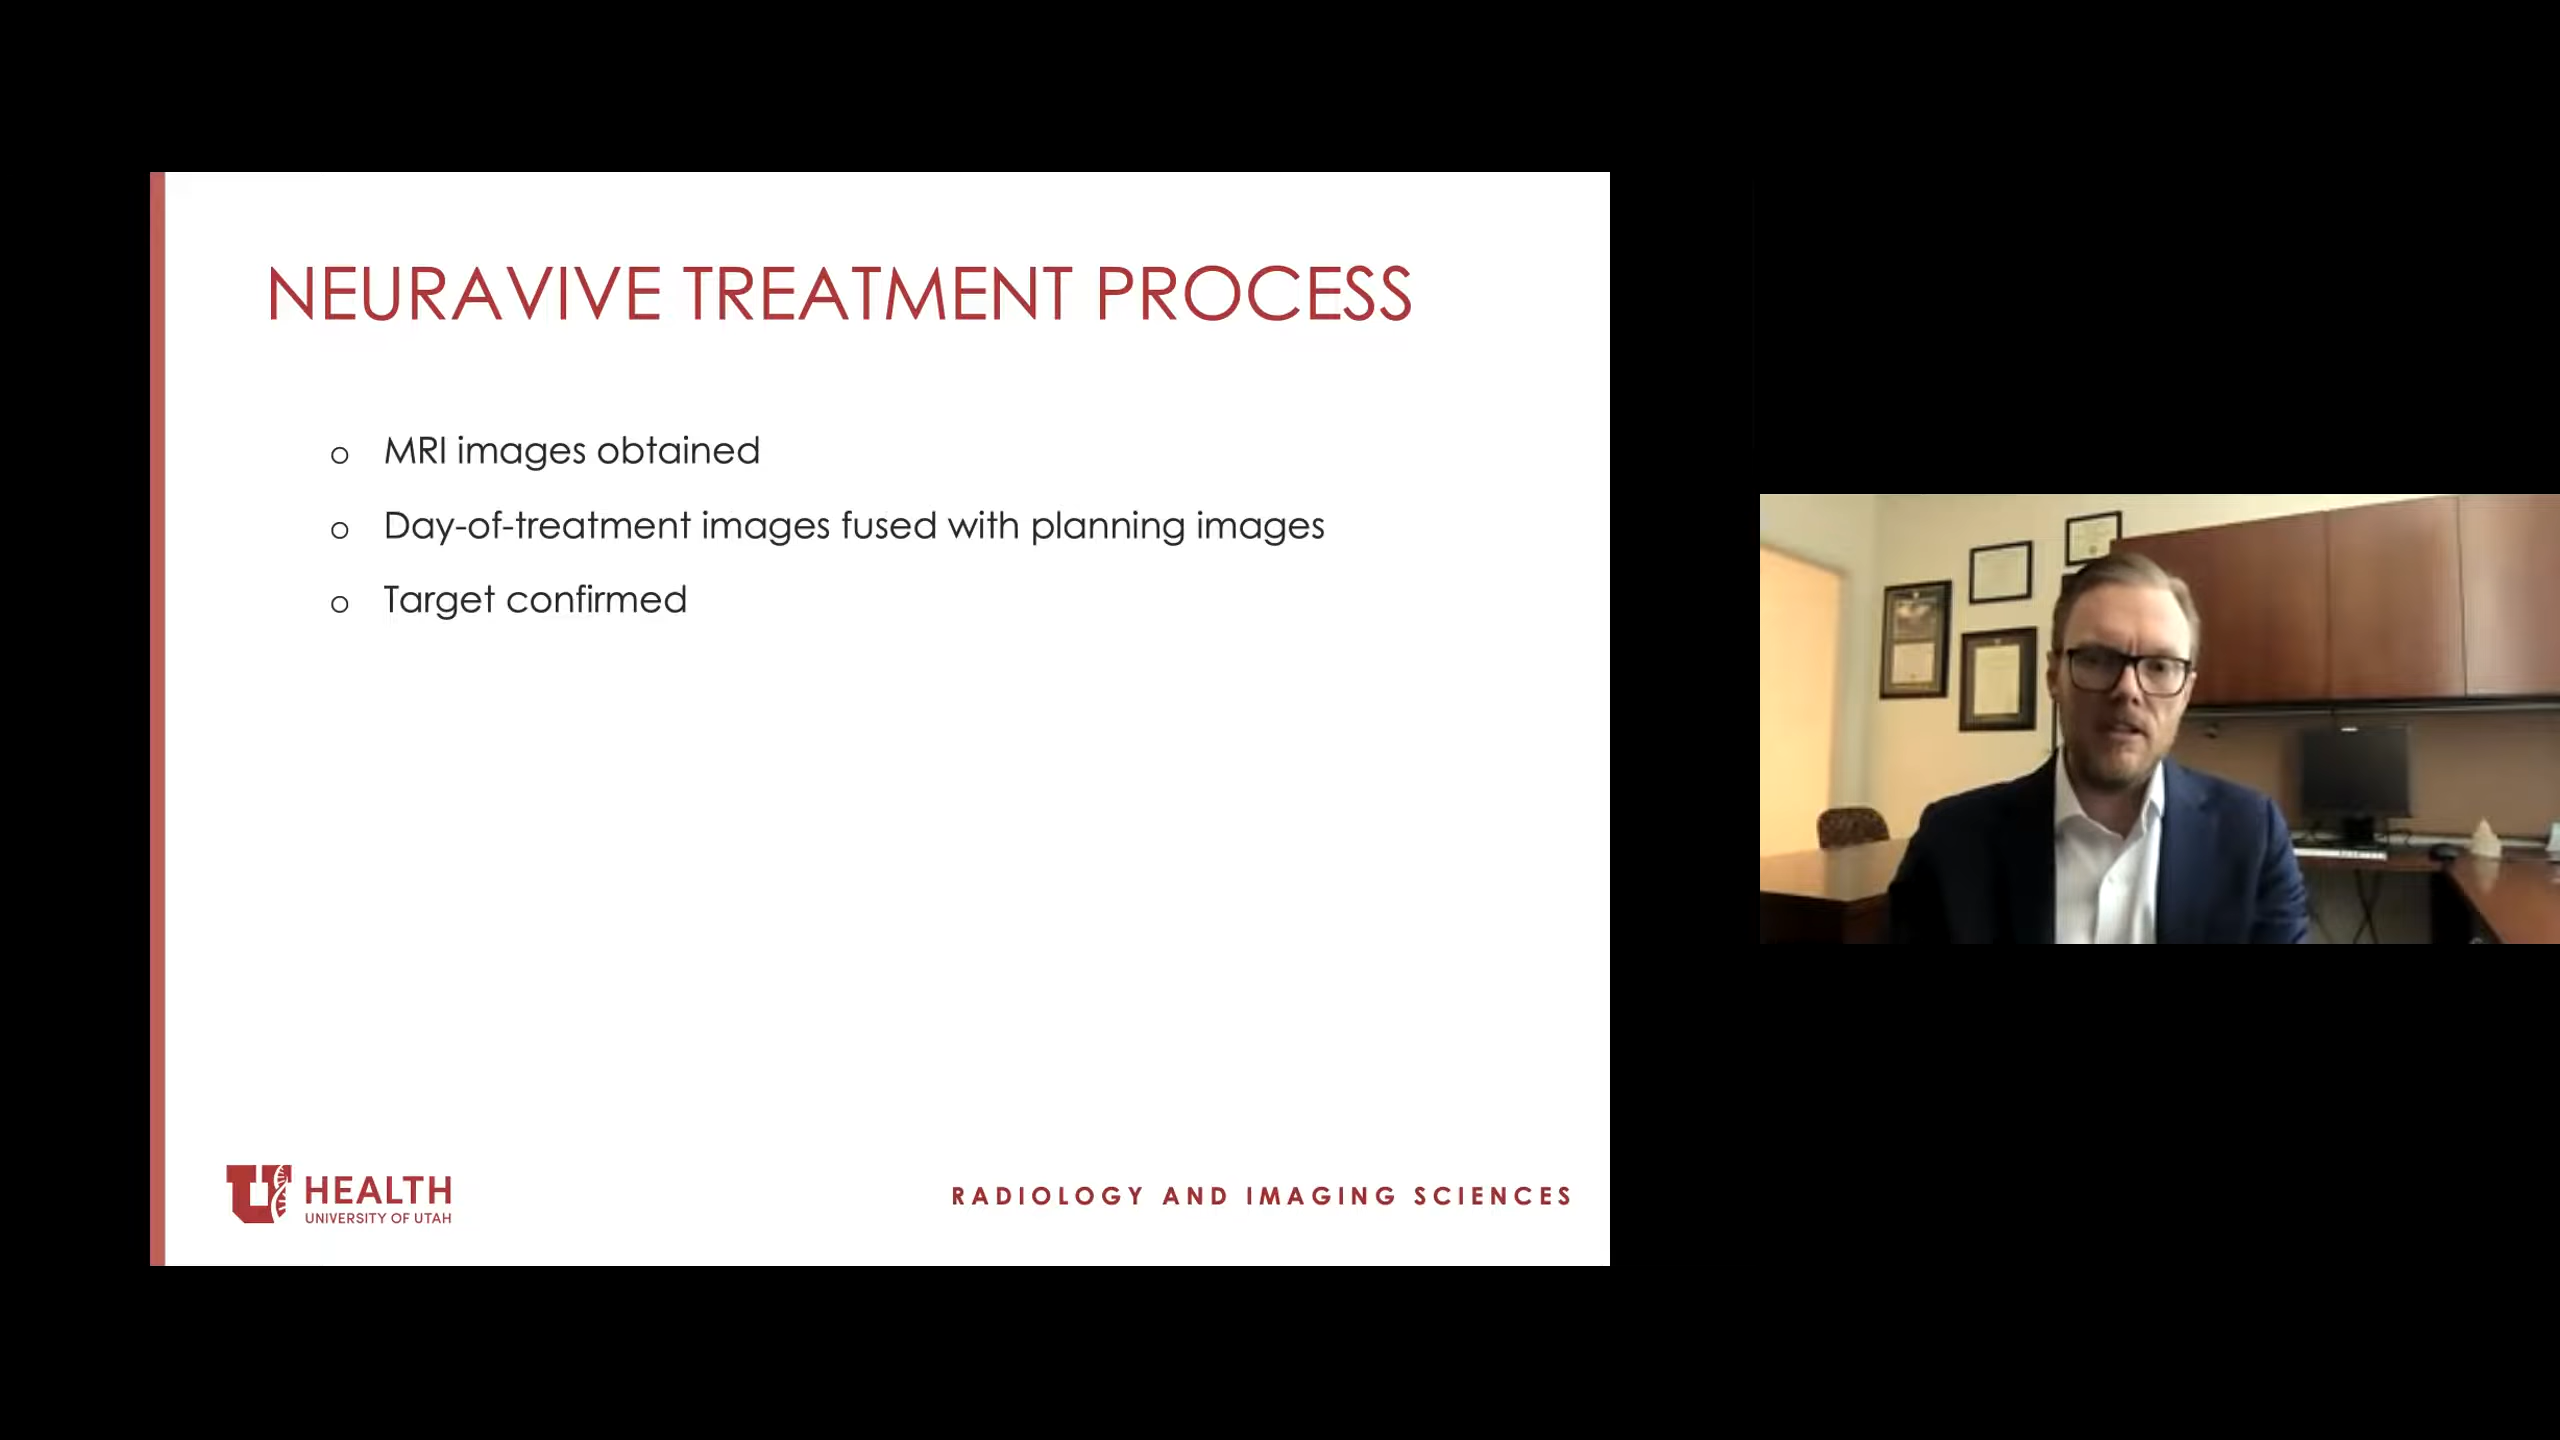 NEURAVIVE TREATMENT PROCESS
o MRI images obtained
o Day-of-treatment images fused with planning images
o Target confirmed
U HEALTH
UNIVERSITY OF UTAH
RADIOLOGY AND IMAGING SCIENCES